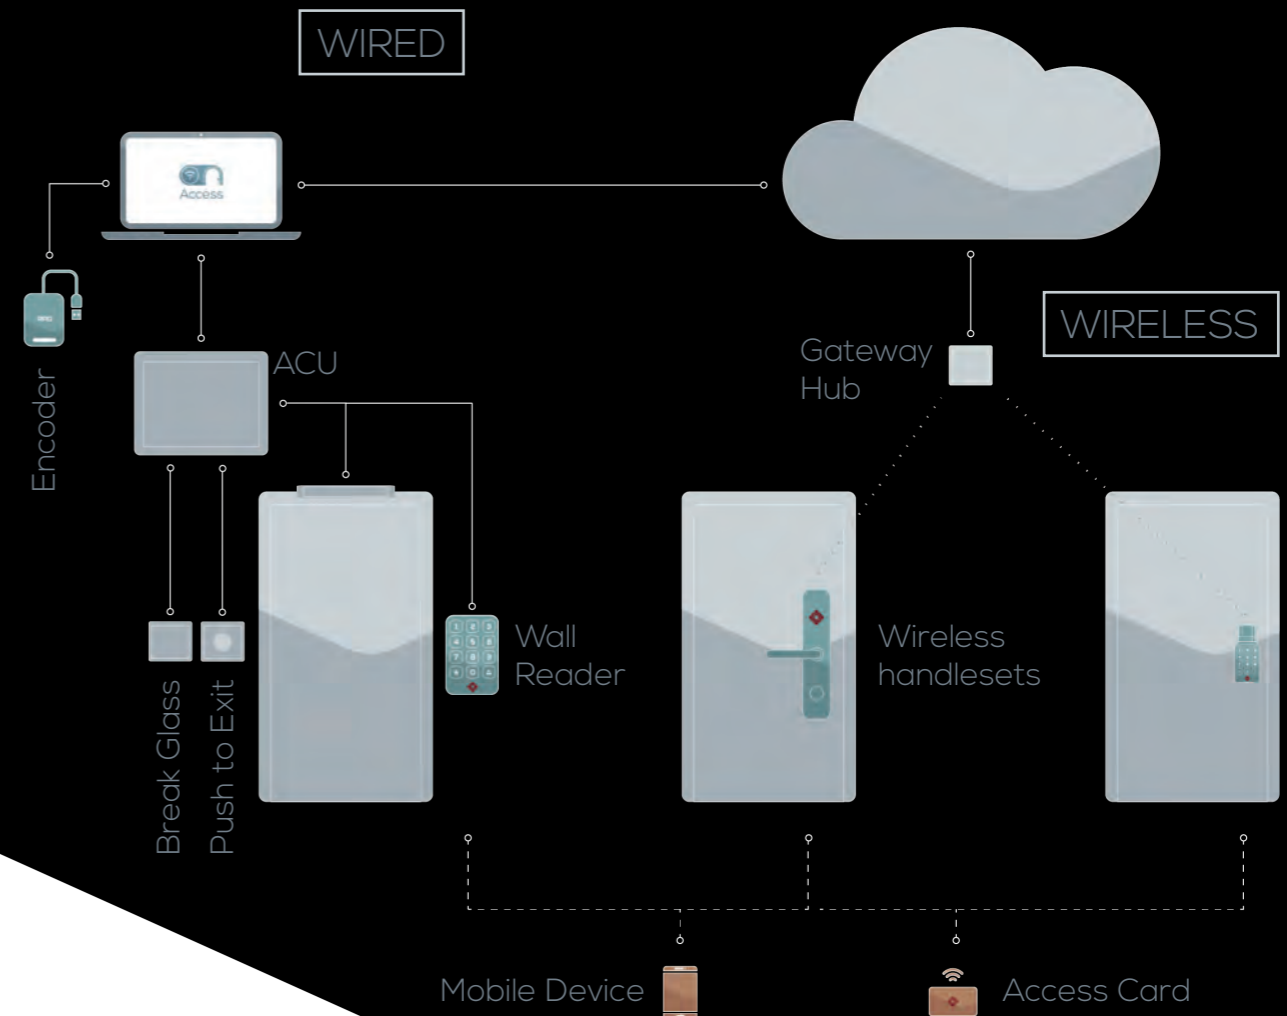 WIRED
Access
WIRELESS
Gateway
Hub
ACU
Encoder
Wall
Reader
Wireless
handlesets
Break Glass
Push to Exit
Mobile Device
Access Card